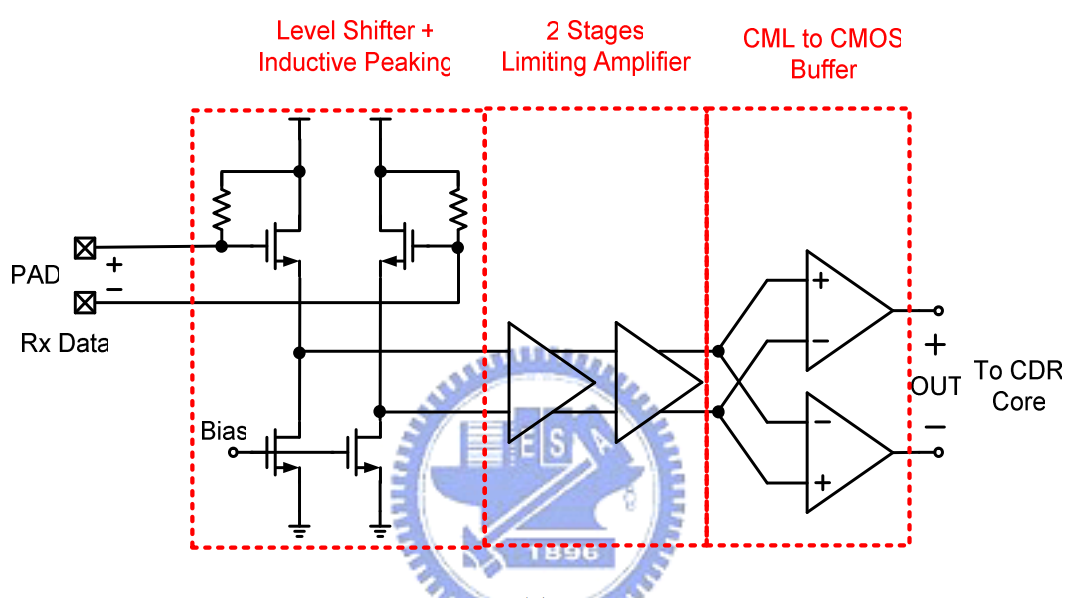 Level Shifter +
Inductive Peaking
2 Stages
Limiting Amplifier
CML to CMOS
Buffer
PAD
+
−
Rx Data
Bias
ES
A
1896
+
−
−
+
+
OUT
−
To CDR
Core